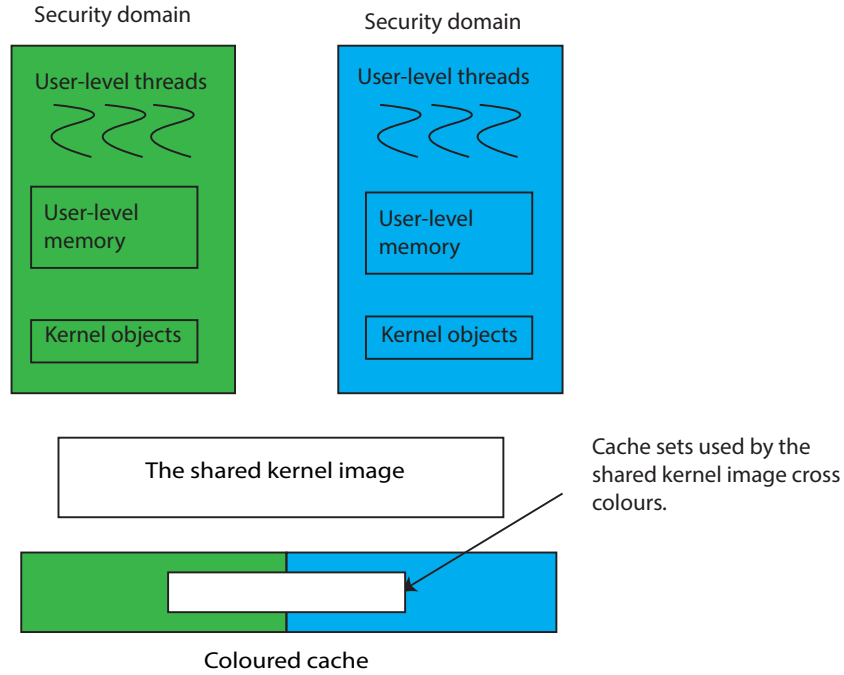 Security domain
Security domain
User-level threads
User-level threads
User-level
memory
User-level
memory
Kernel objects
Kernel objects
The shared kernel image
Cache sets used by the
shared kernel image cross
colours.
Coloured cache